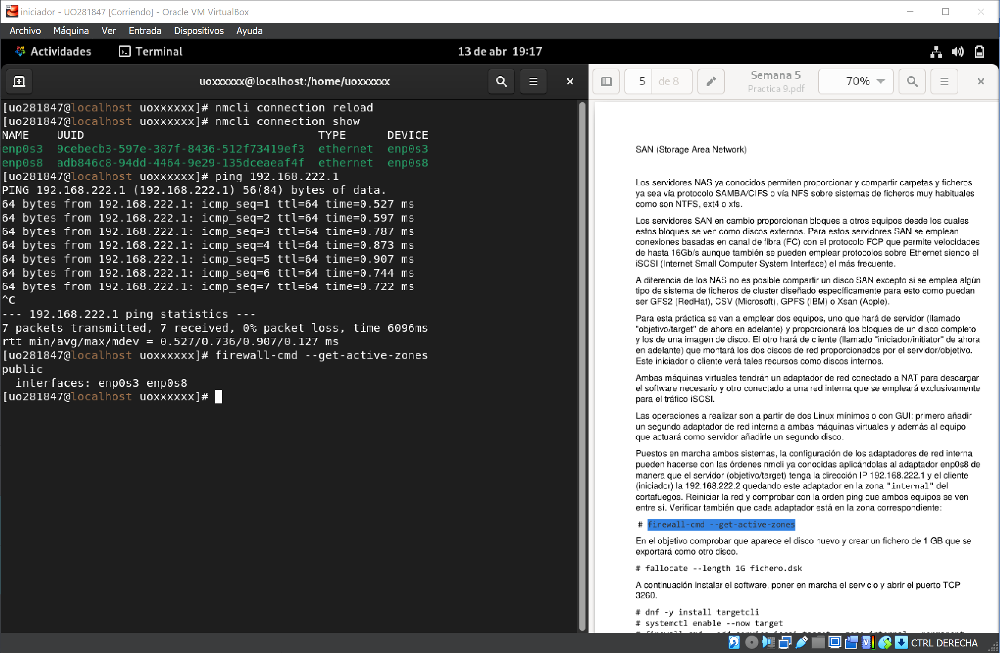 iniciador - UO281847 [Corriendo] - Oracle VM VirtualBox
Archivo Máquina Ver Entrada Dispositivos Ayuda
Actividades Terminal 13 de abr 19:17
uoxxxxxx@localhost:/home/uoxxxxxx
[uo281847@localhost uoxxxxxx]# nmcli connection reload
[uo281847@localhost uoxxxxxx]# nmcli connection show
NAME UUID TYPE DEVICE
enp0s3 9cebecb3-597e-387f-8436-512f73419ef3 ethernet enp0s3
enp0s8 adb846c8-94dd-4464-9e29-135dceaeaf4f ethernet enp0s8
[uo281847@localhost uoxxxxxx]# ping 192.168.222.1
PING 192.168.222.1 (192.168.222.1) 56(84) bytes of data.
64 bytes from 192.168.222.1: icmp_seq=1 ttl=64 time=0.527 ms
64 bytes from 192.168.222.1: icmp_seq=2 ttl=64 time=0.597 ms
64 bytes from 192.168.222.1: icmp_seq=3 ttl=64 time=0.787 ms
64 bytes from 192.168.222.1: icmp_seq=4 ttl=64 time=0.873 ms
64 bytes from 192.168.222.1: icmp_seq=5 ttl=64 time=0.907 ms
64 bytes from 192.168.222.1: icmp_seq=6 ttl=64 time=0.744 ms
64 bytes from 192.168.222.1: icmp_seq=7 ttl=64 time=0.722 ms
^C
--- 192.168.222.1 ping statistics ---
7 packets transmitted, 7 received, 0% packet loss, time 6096ms
rtt min/avg/max/mdev = 0.527/0.736/0.907/0.127 ms
[uo281847@localhost uoxxxxxx]# firewall-cmd --get-active-zones
public
interfaces: enp0s3 enp0s8
[uo281847@localhost uoxxxxxx]#
5 de 8
Semana 5
Practica 9.pdf
70%
SAN (Storage Area Network)
Los servidores NAS ya conocidos permiten proporcionar y compartir carpetas y ficheros
ya sea vía protocolo SAMBA/CIFS o vía NFS sobre sistemas de ficheros muy habituales
como son NTFS, ext4 o xfs.
Los servidores SAN en cambio proporcionan bloques a otros equipos desde los cuales
estos bloques se ven como discos externos. Para estos servidores SAN se emplean
conexiones basadas en canal de fibra (FC) con el protocolo FCP que permite velocidades
de hasta 16Gb/s aunque también se pueden emplear protocolos sobre Ethernet siendo el
iSCSI (Internet Small Computer System Interface) el más frecuente.
A diferencia de los NAS no es posible compartir un disco SAN excepto si se emplea algún
tipo de sistema de ficheros de cluster diseñado específicamente para esto como puedan
ser GFS2 (RedHat), CSV (Microsoft), GPFS (IBM) o Xsan (Apple).
Para esta práctica se van a emplear dos equipos, uno que hará de servidor (llamado
"objetivo/target" de ahora en adelante) y proporcionará los bloques de un disco completo
y los de una imagen de disco. El otro hará de cliente (llamado "iniciador/initiator" de ahora
en adelante) que montará los dos discos de red proporcionados por el servidor/objetivo.
Este iniciador o cliente verá tales recursos como discos internos.
Ambas máquinas virtuales tendrán un adaptador de red conectado a NAT para descargar
el software necesario y otro conectado a una red interna que se empleará exclusivamente
para el tráfico iSCSI.
Las operaciones a realizar son a partir de dos Linux mínimos o con GUI: primero añadir
un segundo adaptador de red interna a ambas máquinas virtuales y además al equipo
que actuará como servidor añadirle un segundo disco.
Puestos en marcha ambos sistemas, la configuración de los adaptadores de red interna
pueden hacerse con las órdenes nmcli ya conocidas aplicándolas al adaptador enp0s8 de
manera que el servidor (objetivo/target) tenga la dirección IP 192.168.222.1 y el cliente
(iniciador) la 192.168.222.2 quedando este adaptador en la zona "internal" del
cortafuegos. Reiniciar la red y comprobar con la orden ping que ambos equipos se ven
entre sí. Verificar también que cada adaptador está en la zona correspondiente:
# firewall-cmd --get-active-zones
En el objetivo comprobar que aparece el disco nuevo y crear un fichero de 1 GB que se
exportará como otro disco.
# fallocate --length 1G fichero.dsk
A continuación instalar el software, poner en marcha el servicio y abrir el puerto TCP
3260.
# dnf -y install targetcli
# systemctl enable --now target
CTRL DERECHA